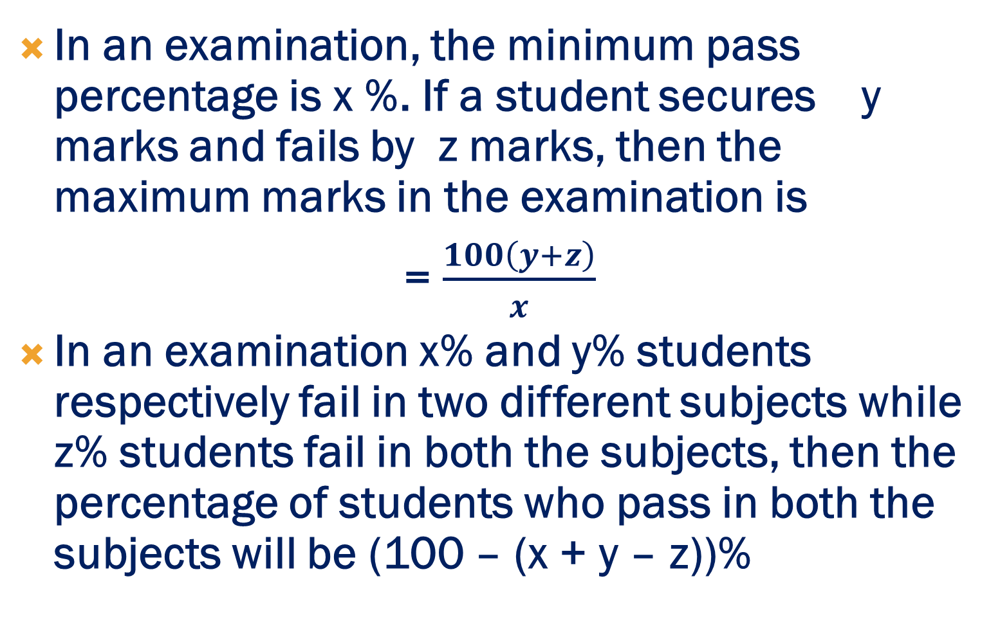 In an examination, the minimum pass
percentage is x %. If a student secures y
marks and fails by z marks, then the
maximum marks in the examination is
= 100(y+z)/x
In an examination x% and y% students
respectively fail in two different subjects while
z% students fail in both the subjects, then the
percentage of students who pass in both the
subjects will be (100 – (x + y – z))%